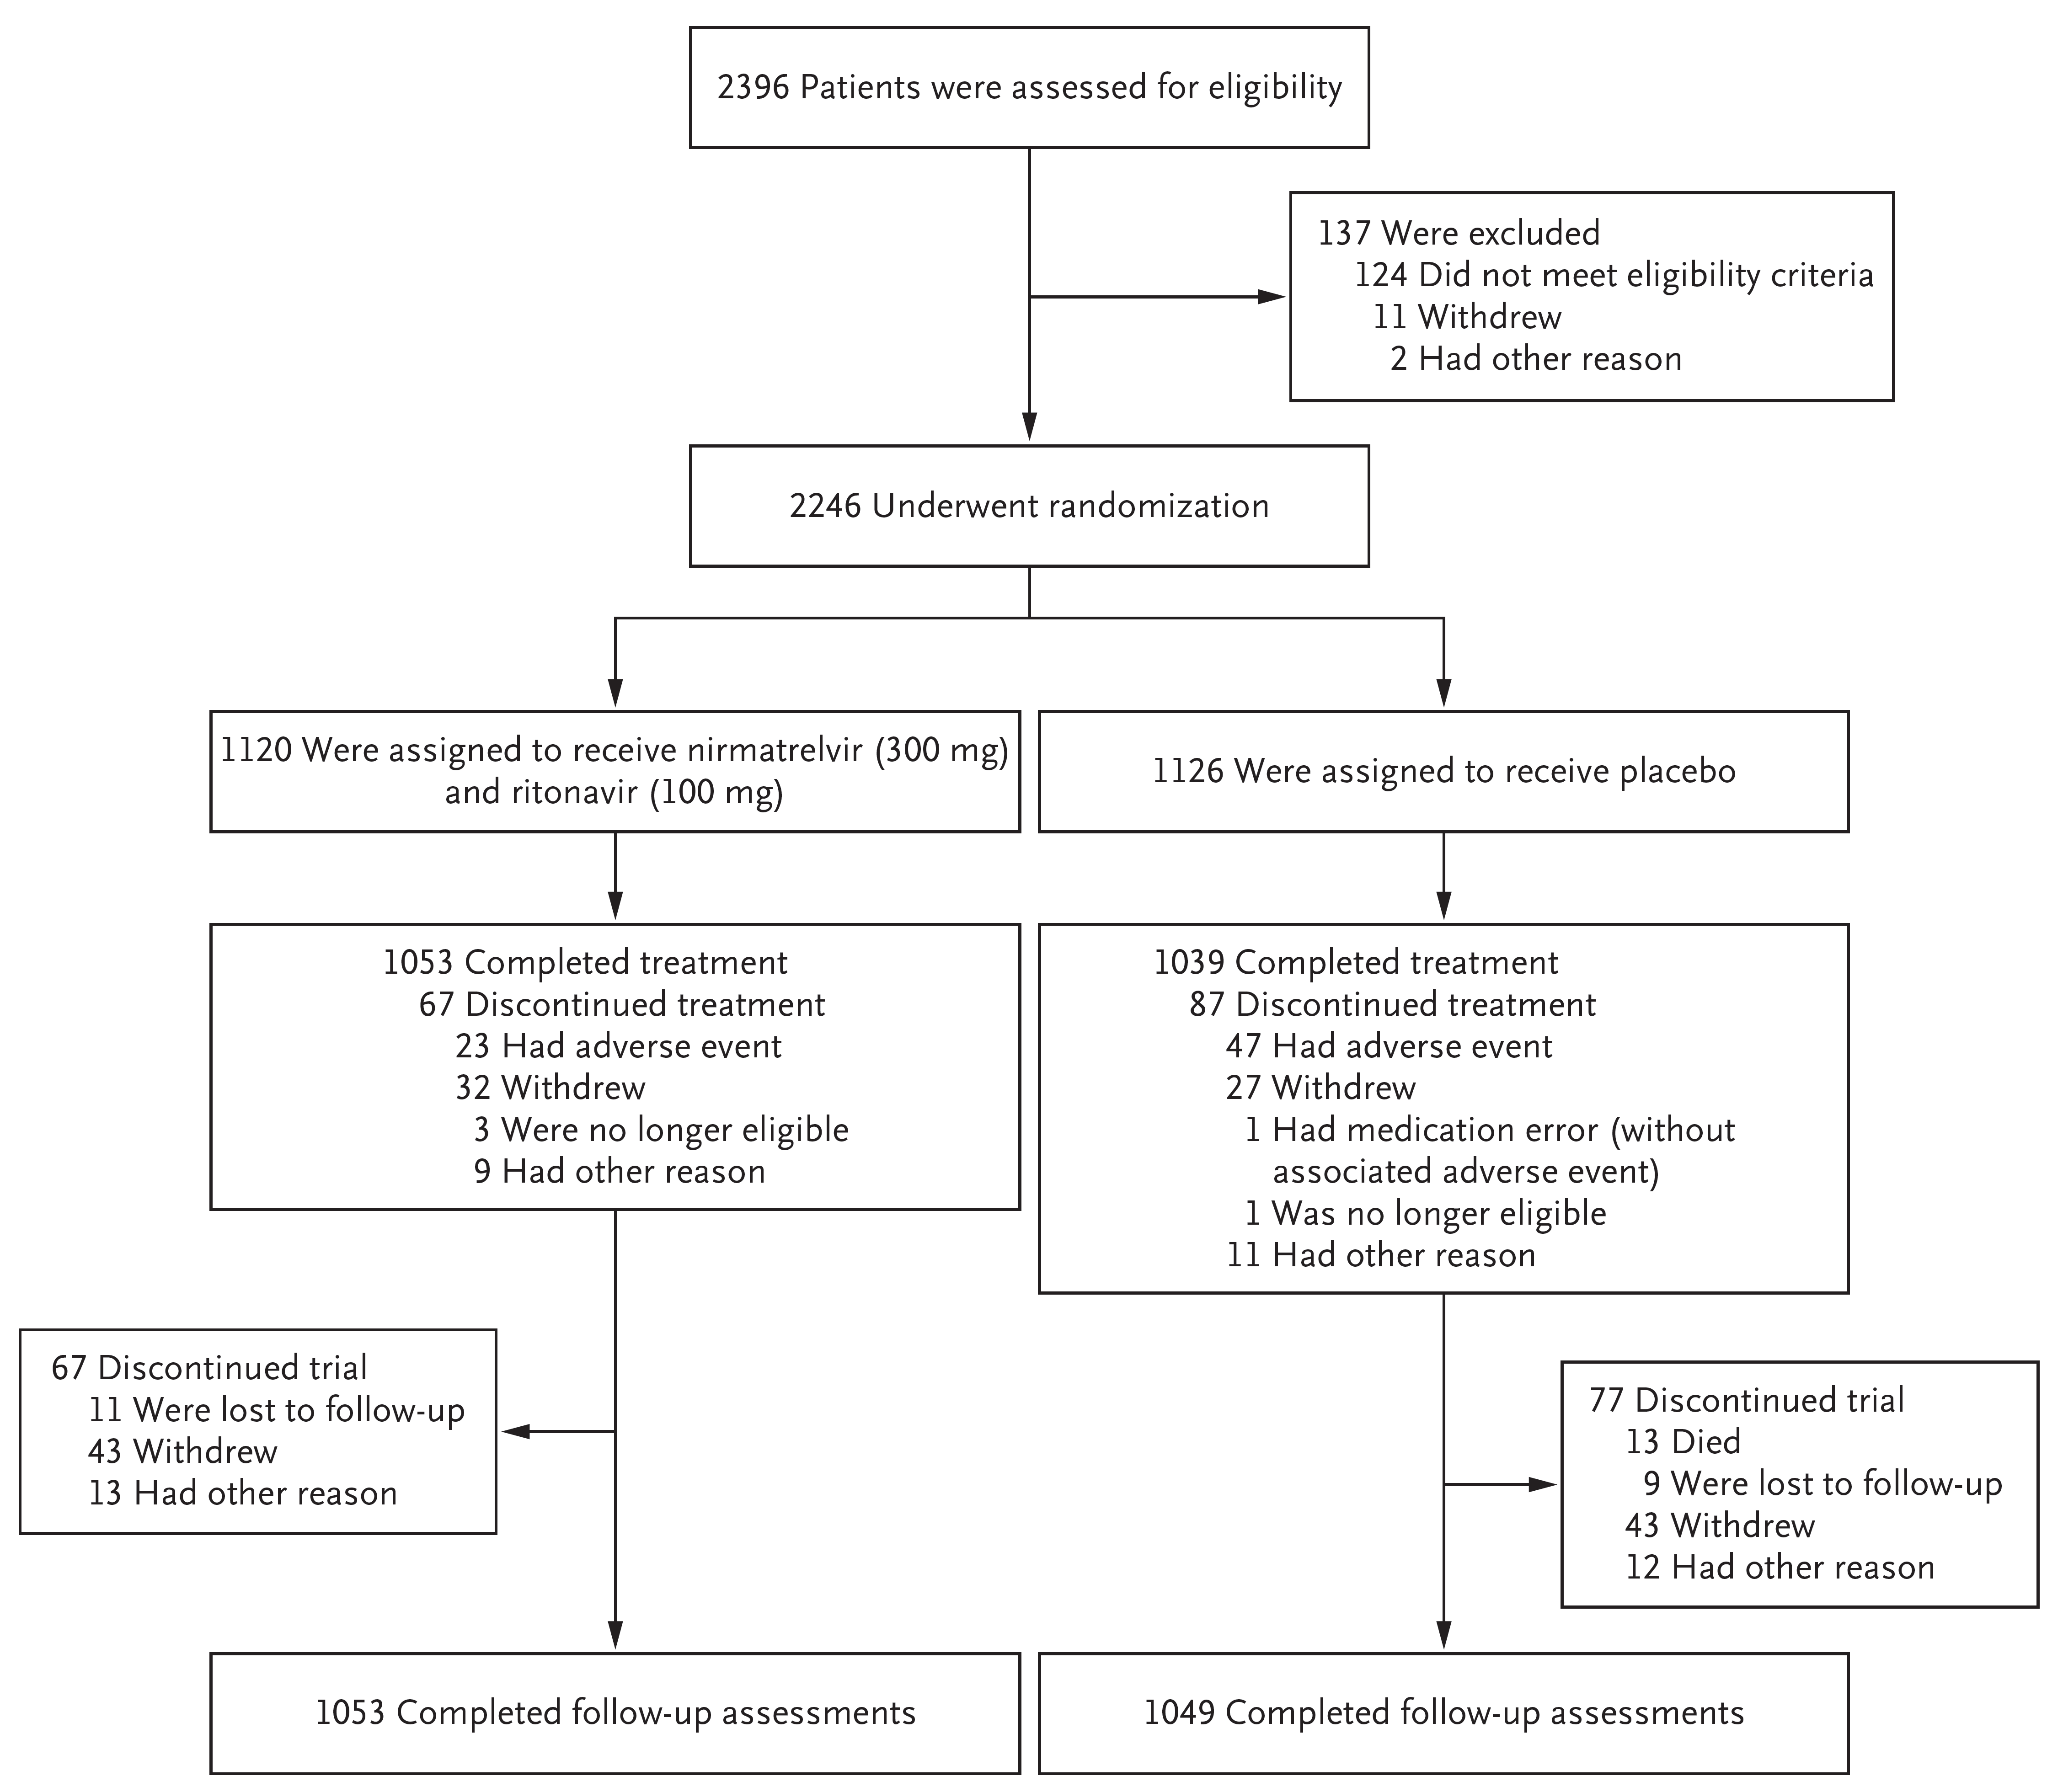 2396 Patients were assessed for eligibility
137 Were excluded
124 Did not meet eligibility criteria
11 Withdrew
2 Had other reason
2246 Underwent randomization
1120 Were assigned to receive nirmatrelvir (300 mg)
and ritonavir (100 mg)
1126 Were assigned to receive placebo
1053 Completed treatment
67 Discontinued treatment
23 Had adverse event
32 Withdrew
3 Were no longer eligible
9 Had other reason
1039 Completed treatment
87 Discontinued treatment
47 Had adverse event
27 Withdrew
1 Had medication error (without
associated adverse event)
1 Was no longer eligible
11 Had other reason
67 Discontinued trial
11 Were lost to follow-up
43 Withdrew
13 Had other reason
77 Discontinued trial
13 Died
9 Were lost to follow-up
43 Withdrew
12 Had other reason
1053 Completed follow-up assessments
1049 Completed follow-up assessments